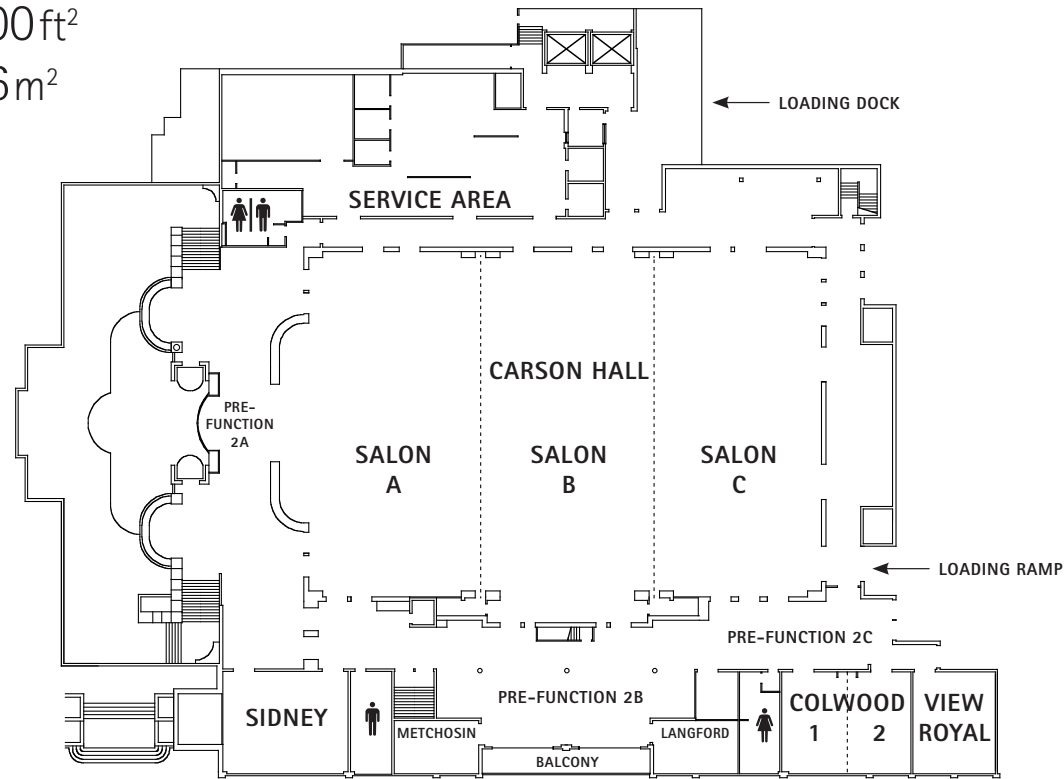 00 ft²
6 m²
LOADING DOCK
SERVICE AREA
CARSON HALL
PRE-
FUNCTION
2A
SALON
A
SALON
B
SALON
C
LOADING RAMP
PRE-FUNCTION 2C
PRE-FUNCTION 2B
SIDNEY
METCHOSIN
BALCONY
LANGFORD
COLWOOD
1 2
VIEW
ROYAL